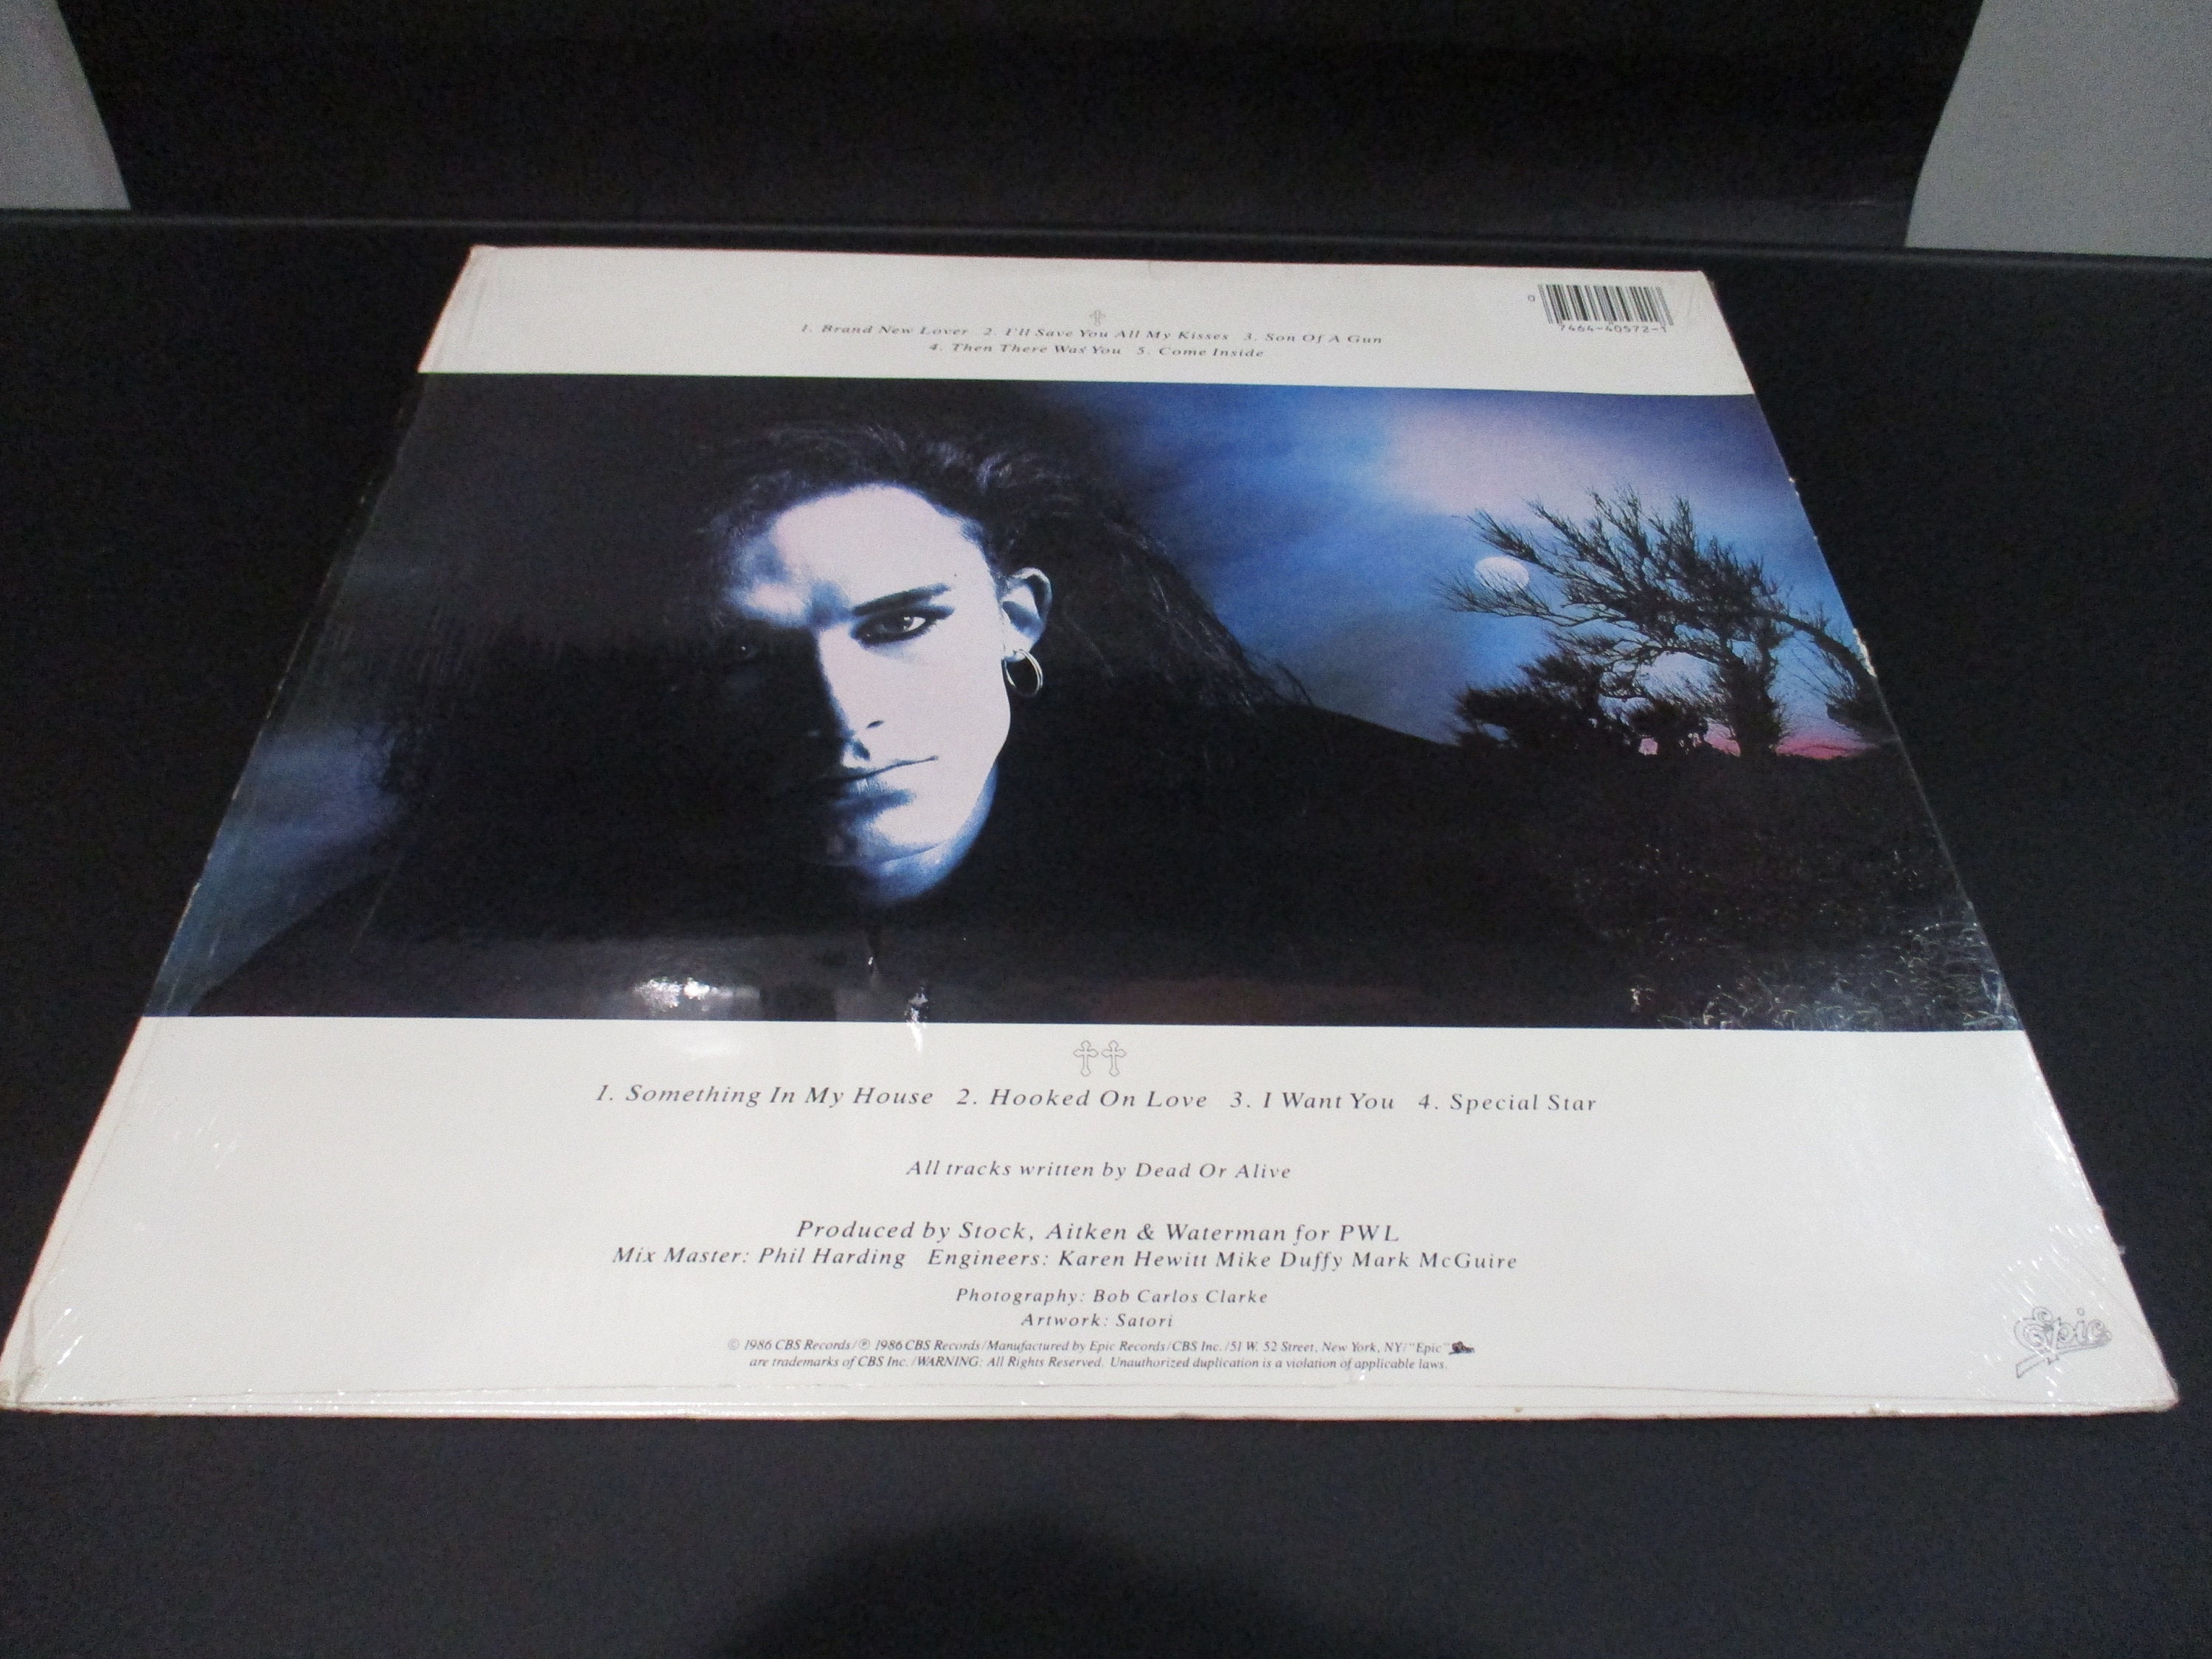 0
7464-40572-1
1. Brand New Lover 2. I'll Save You All My Kisses 3. Son Of A Gun
4. Then There Was You 5. Come Inside
1. Something In My House 2. Hooked On Love 3. I Want You 4. Special Star
All tracks written by Dead Or Alive
Produced by Stock, Aitken & Waterman for PWL
Mix Master: Phil Harding Engineers: Karen Hewitt Mike Duffy Mark McGuire
Photography: Bob Carlos Clarke
Artwork: Satori
© 1986 CBS Records/℗ 1986 CBS Records/Manufactured by Epic Records/CBS Inc./51 W. 52 Street, New York, NY/"Epic"
are trademarks of CBS Inc./WARNING: All Rights Reserved. Unauthorized duplication is a violation of applicable laws.
Epic